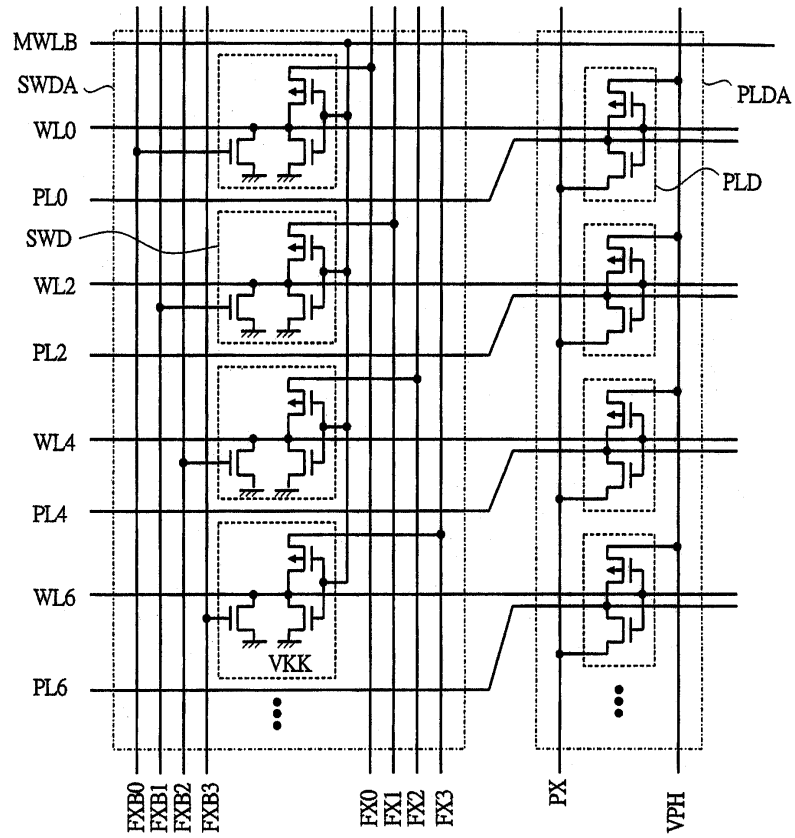 MWLB
SWDA
PLDA
WL0
PLD
PL0
SWD
WL2
PL2
WL4
PL4
WL6
VKK
PL6
FXB0
FXB1
FXB2
FXB3
FX0
FX1
FX2
FX3
PX
VPH